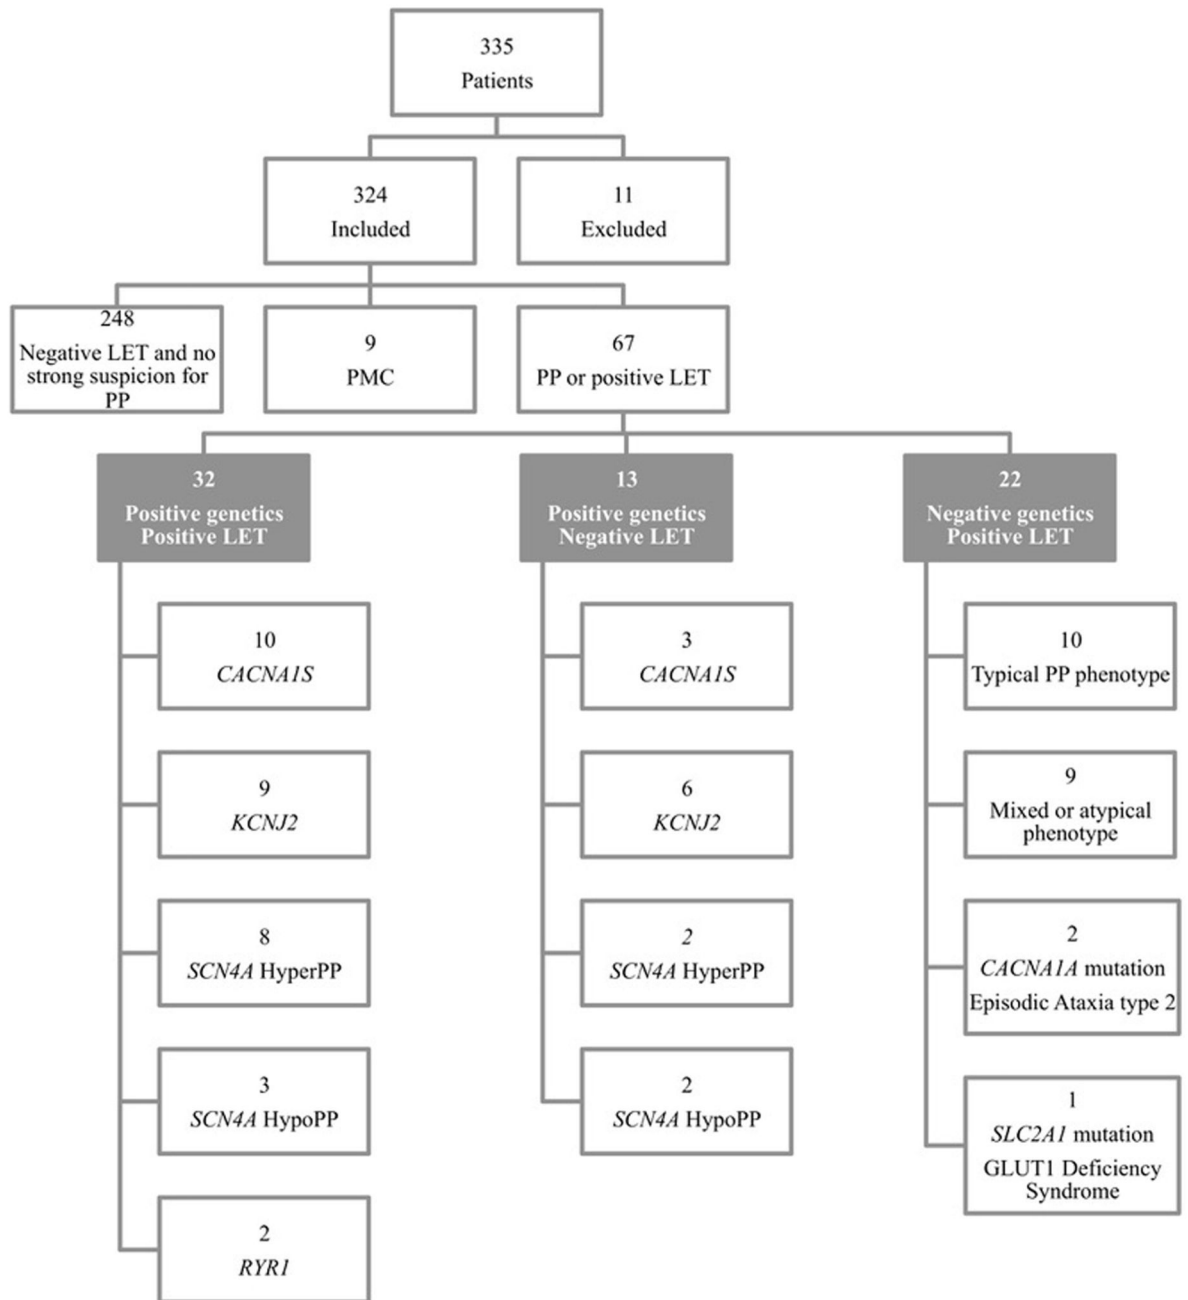 335
Patients
324
Included
11
Excluded
248
Negative LET and no
strong suspicion for
PP
9
PMC
67
PP or positive LET
32
Positive genetics
Positive LET
13
Positive genetics
Negative LET
22
Negative genetics
Positive LET
10
CACNA1S
9
KCNJ2
8
SCN4A HyperPP
3
SCN4A HypoPP
2
RYR1
3
CACNA1S
6
KCNJ2
2
SCN4A HyperPP
2
SCN4A HypoPP
10
Typical PP phenotype
9
Mixed or atypical
phenotype
2
CACNA1A mutation
Episodic Ataxia type 2
1
SLC2A1 mutation
GLUT1 Deficiency
Syndrome